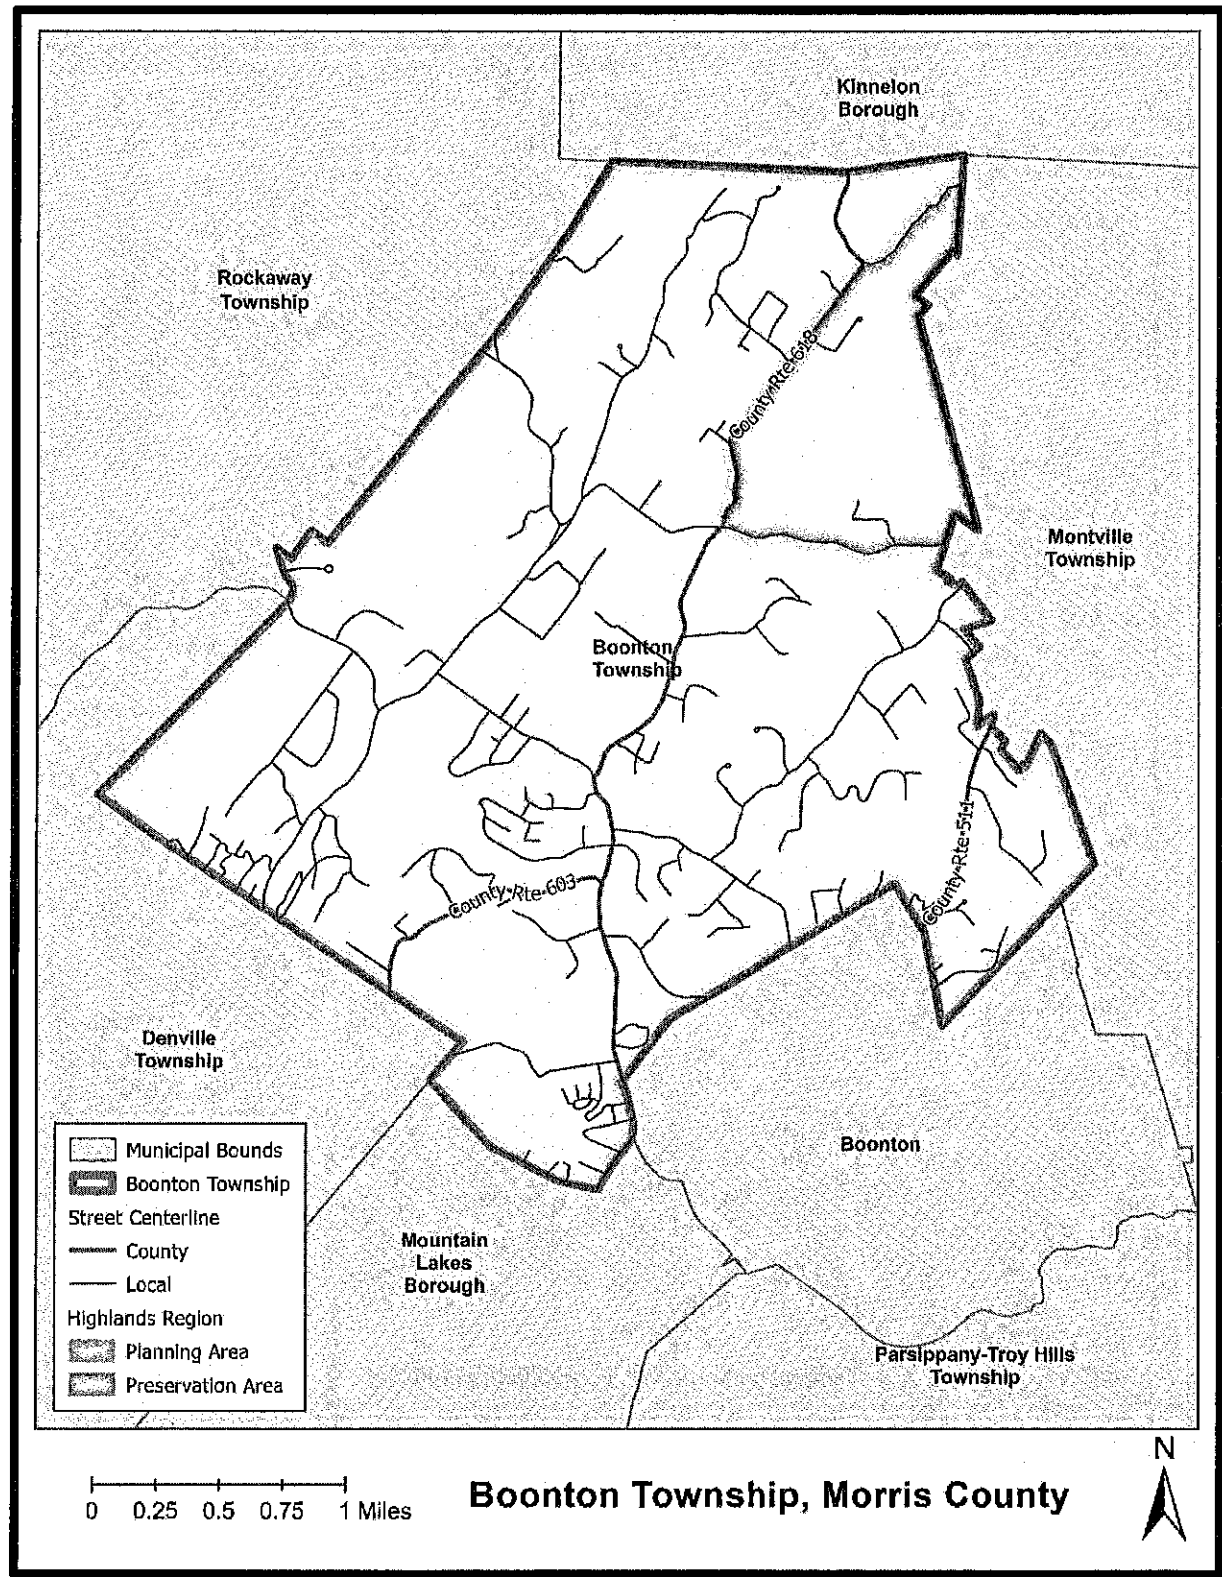 Kinnelon
Borough
Rockaway
Township
County Rte 618
Montville
Township
Boonton
Township
County Rte 511
County Rte 603
Denville
Township
Boonton
Mountain
Lakes
Borough
Parsippany-Troy Hills
Township
Municipal Bounds
Boonton Township
Street Centerline
County
Local
Highlands Region
Planning Area
Preservation Area
0 0.25 0.5 0.75 1 Miles
Boonton Township, Morris County
N